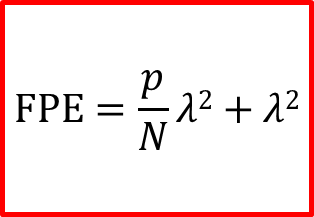 FPE = p/N λ² + λ²